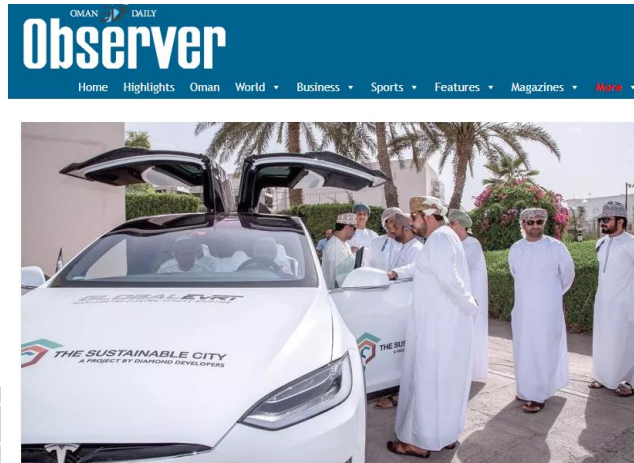 OMAN DAILY
Observer
Home Highlights Oman World Business Sports Features Magazines More
GLOBALEVRT
THE SUSTAINABLE CITY
A PROJECT BY DIAMOND DEVELOPERS
THE SUS
A PROJ